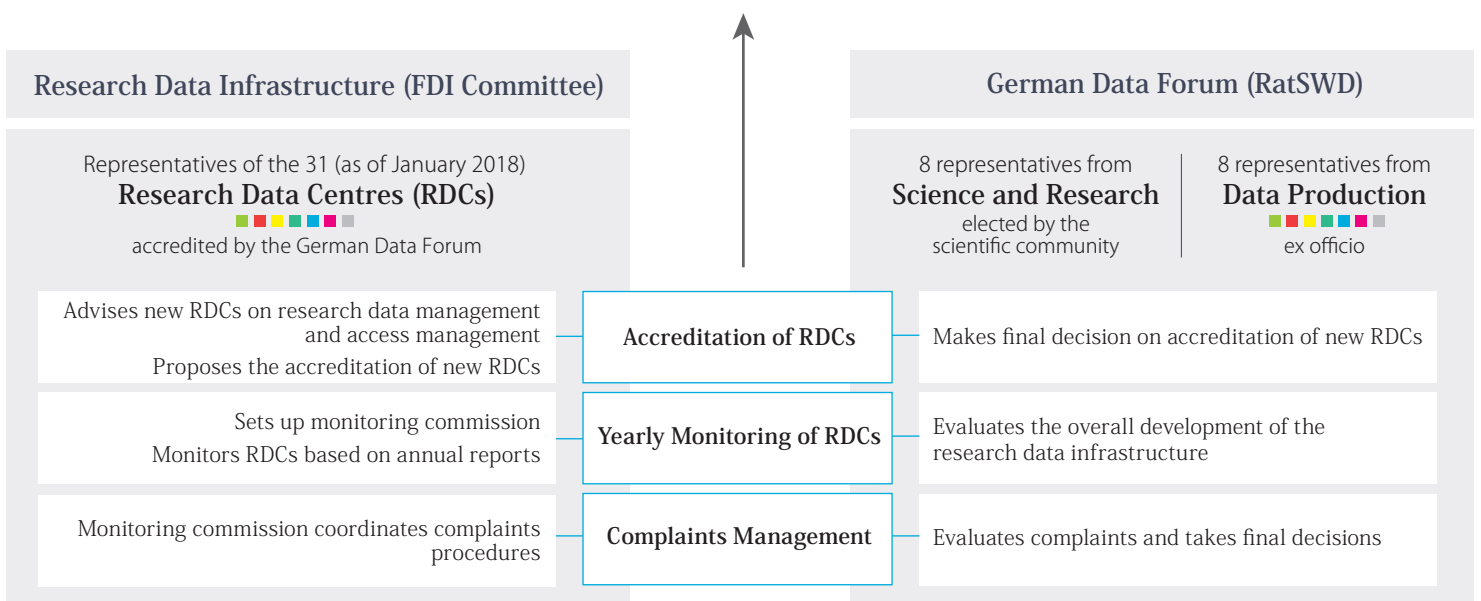 Research Data Infrastructure (FDI Committee)
Representatives of the 31 (as of January 2018)
Research Data Centres (RDCs)
accredited by the German Data Forum
German Data Forum (RatSWD)
8 representatives from
Science and Research
elected by the
scientific community
8 representatives from
Data Production
ex officio
Advises new RDCs on research data management
and access management
Proposes the accreditation of new RDCs
Accreditation of RDCs
Makes final decision on accreditation of new RDCs
Sets up monitoring commission
Monitors RDCs based on annual reports
Yearly Monitoring of RDCs
Evaluates the overall development of the
research data infrastructure
Monitoring commission coordinates complaints
procedures
Complaints Management
Evaluates complaints and takes final decisions